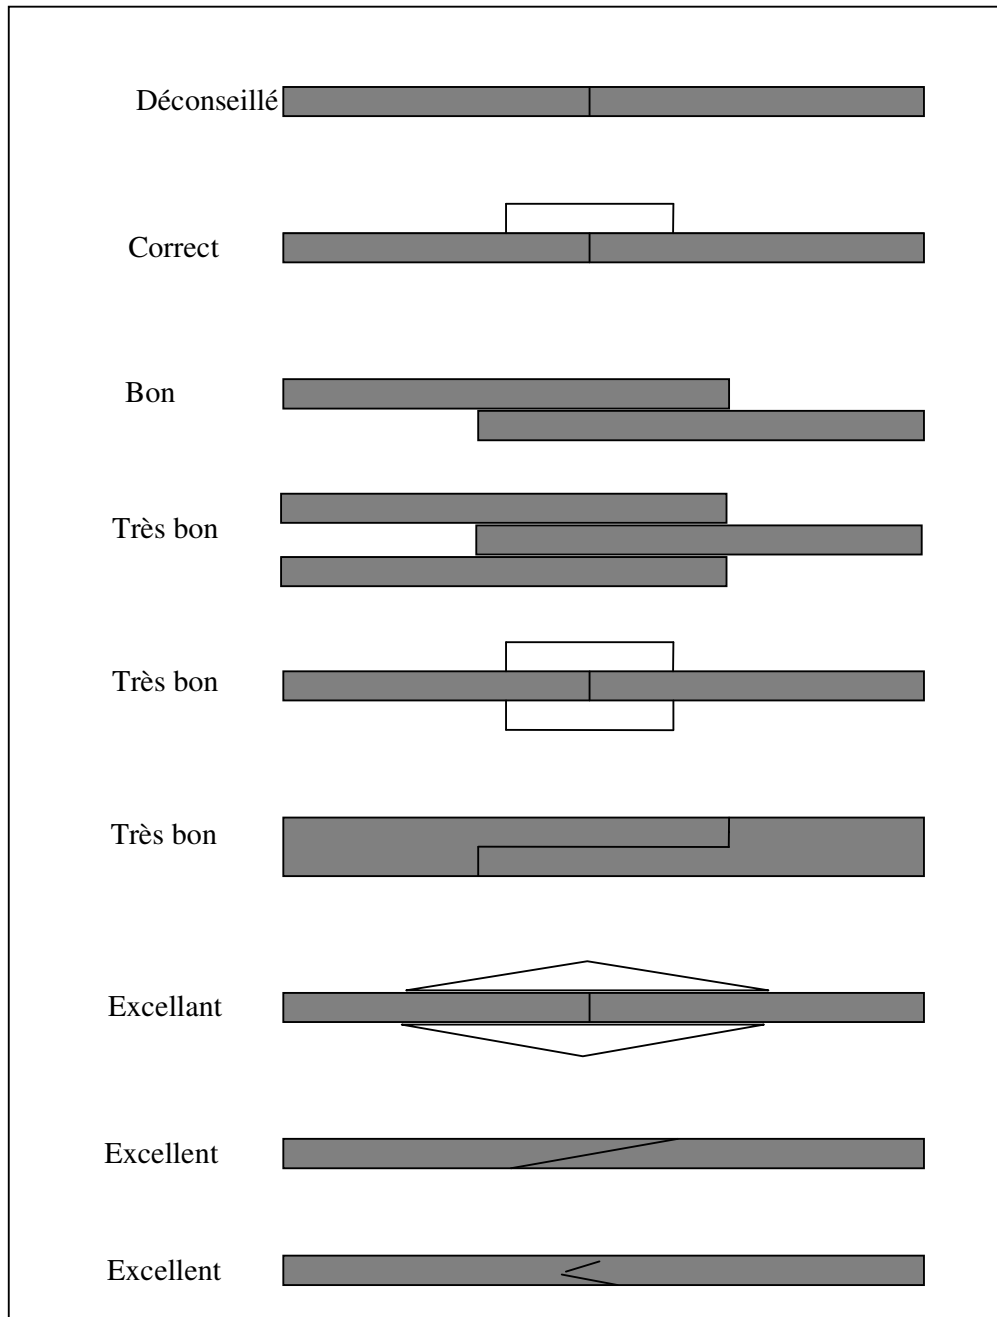 Déconseillé
Correct
Bon
Très bon
Très bon
Très bon
Excellant
Excellent
Excellent